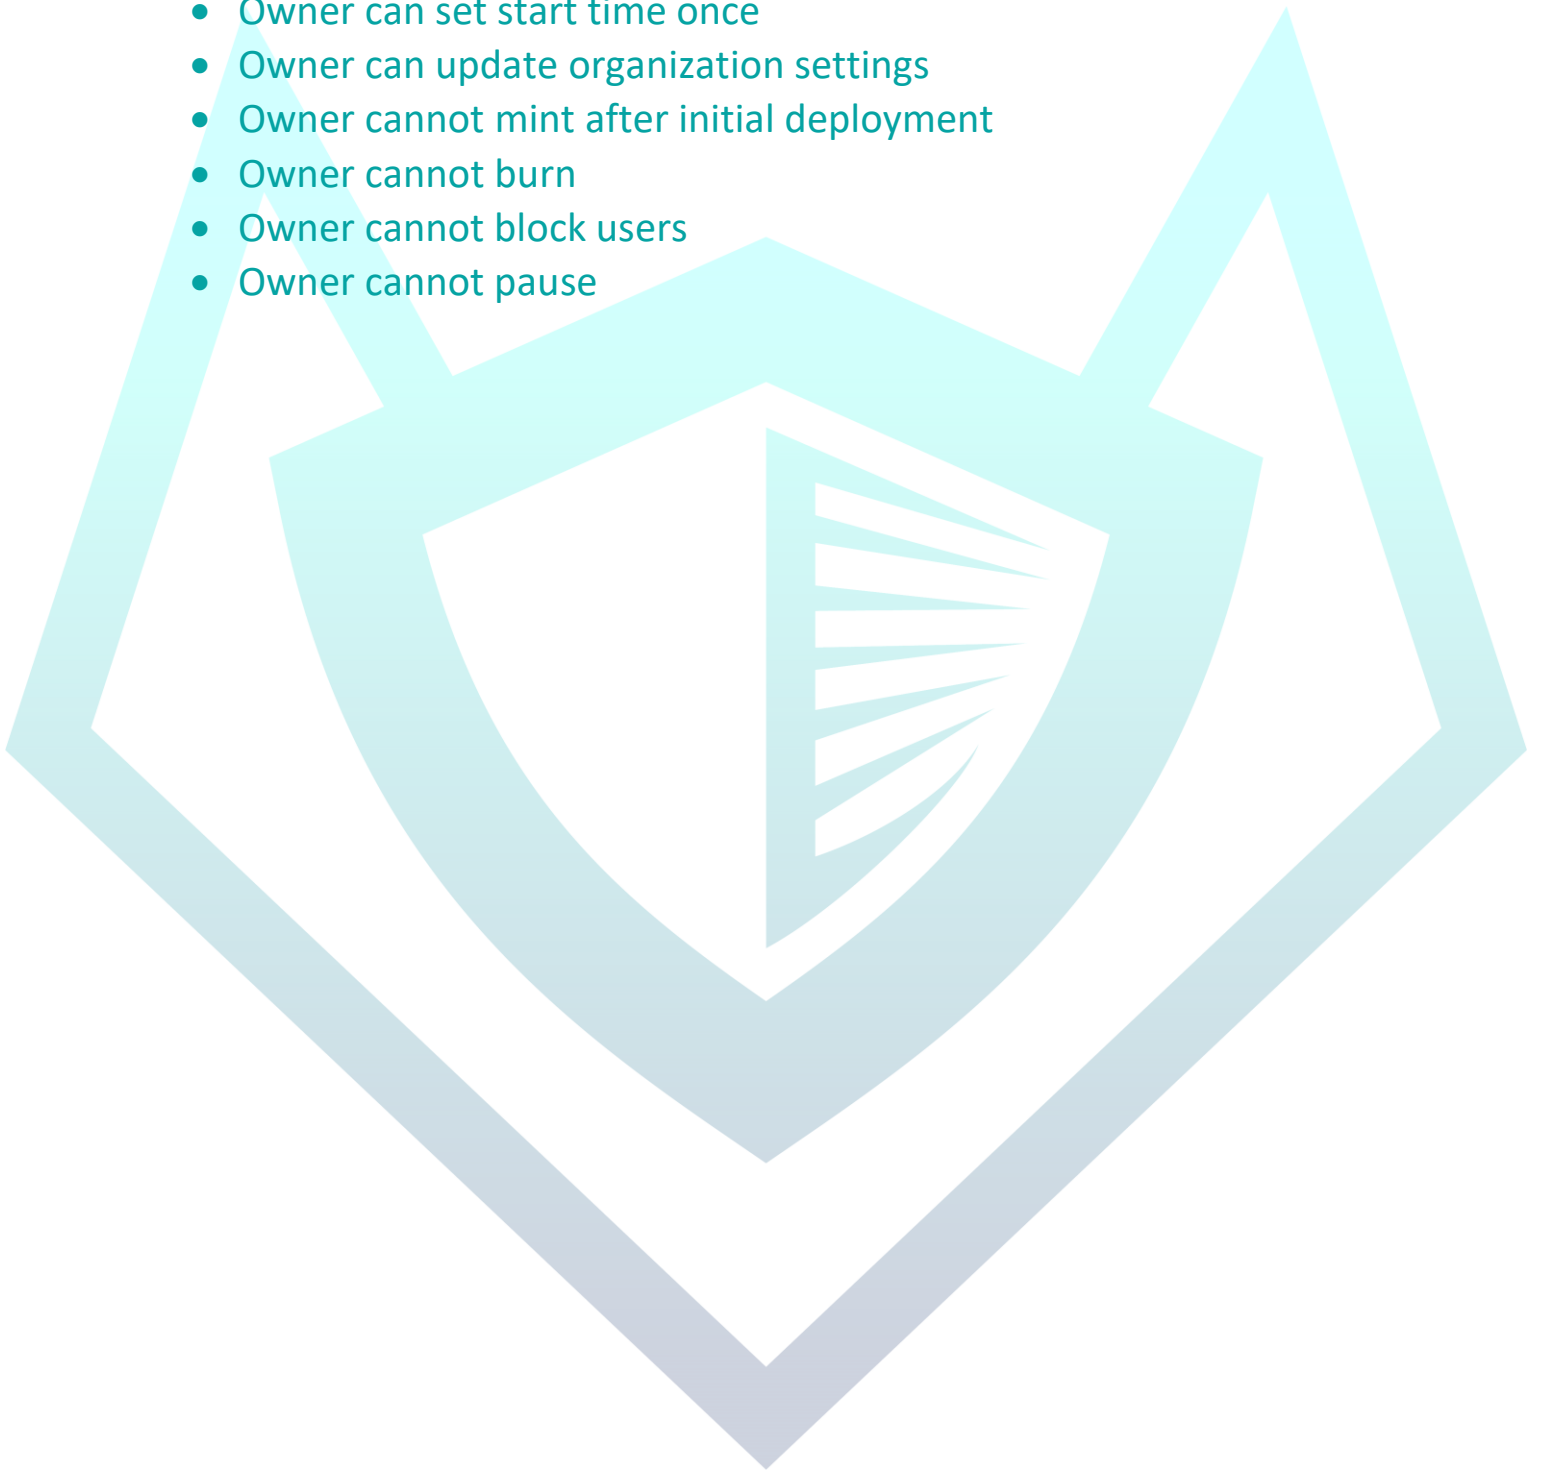 • Owner can set start time once
• Owner can update organization settings
• Owner cannot mint after initial deployment
• Owner cannot burn
• Owner cannot block users
• Owner cannot pause